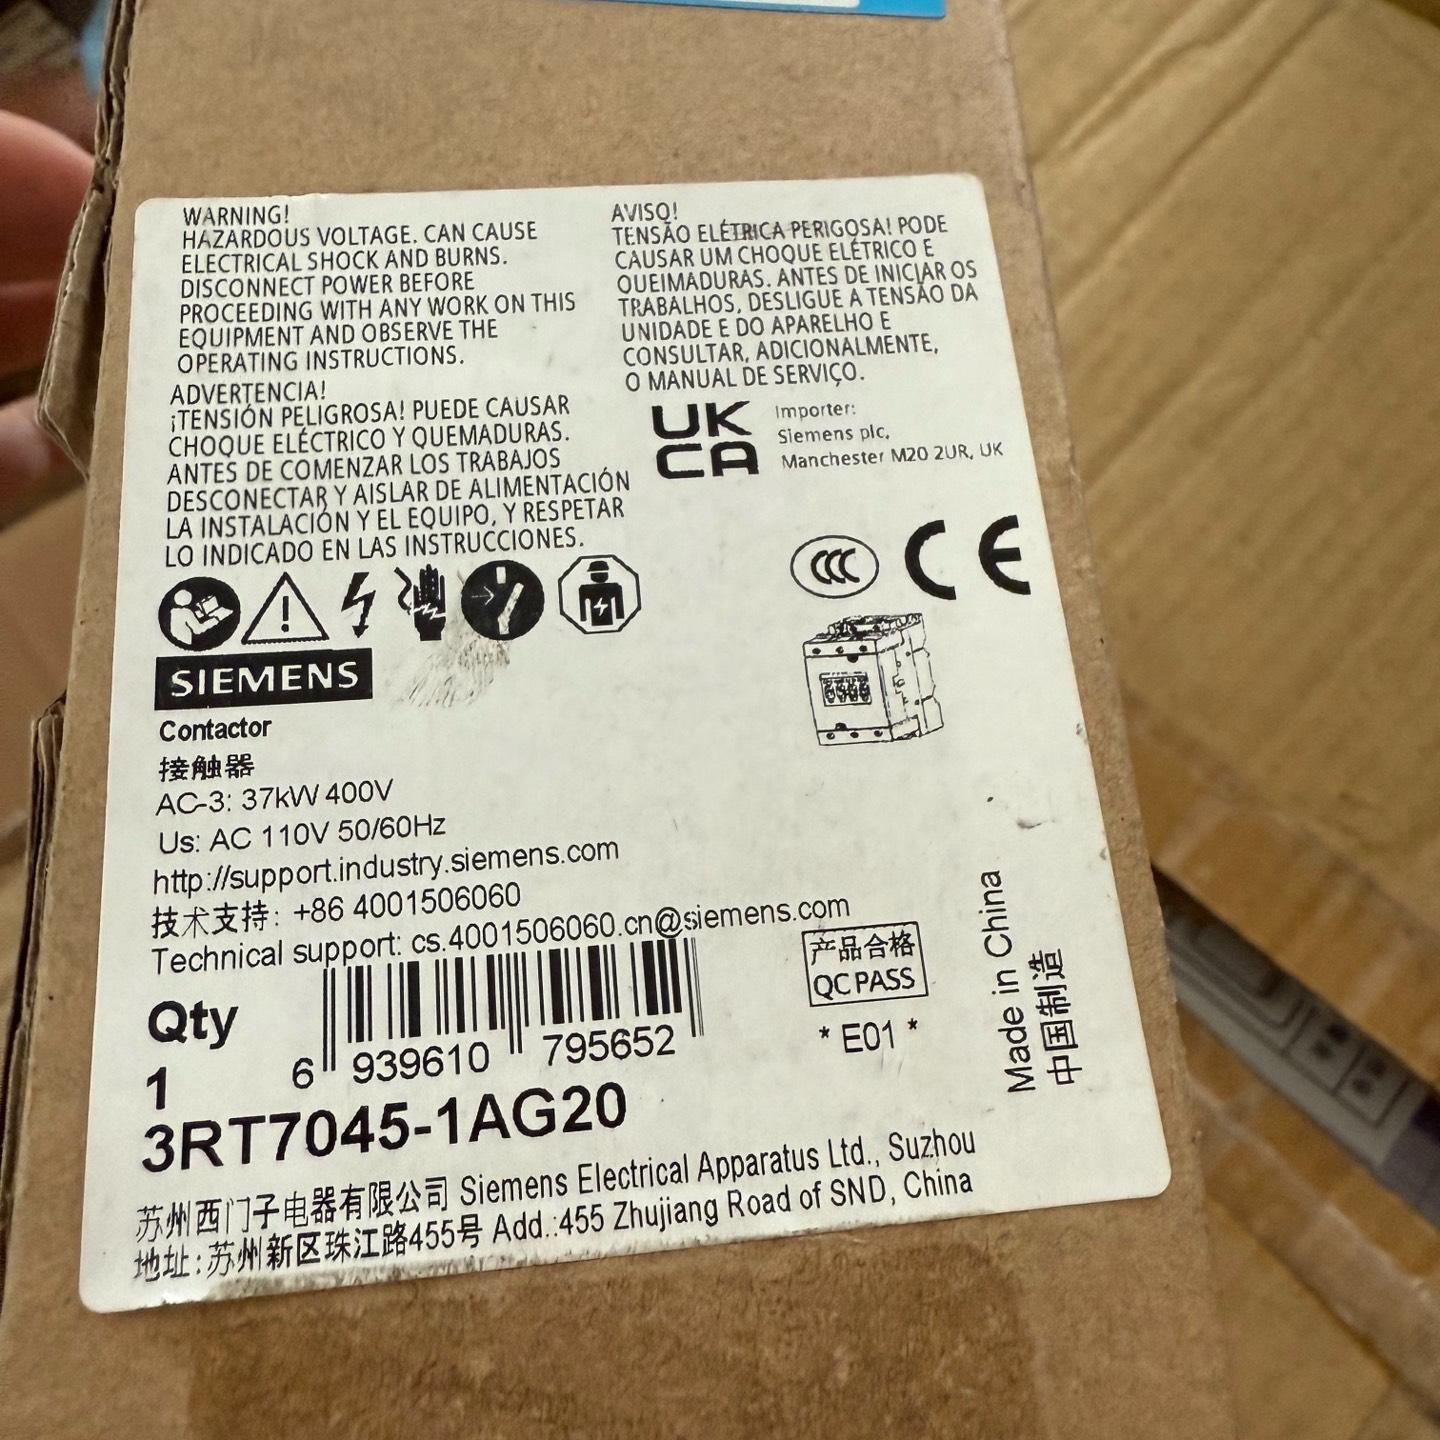 WARNING!
HAZARDOUS VOLTAGE. CAN CAUSE
ELECTRICAL SHOCK AND BURNS.
DISCONNECT POWER BEFORE
PROCEEDING WITH ANY WORK ON THIS
EQUIPMENT AND OBSERVE THE
OPERATING INSTRUCTIONS.
ADVERTENCIA!
¡TENSIÓN PELIGROSA! PUEDE CAUSAR
CHOQUE ELÉCTRICO Y QUEMADURAS.
ANTES DE COMENZAR LOS TRABAJOS
DESCONECTAR Y AISLAR DE ALIMENTACIÓN
LA INSTALACIÓN Y EL EQUIPO, Y RESPETAR
LO INDICADO EN LAS INSTRUCCIONES.
AVISO!
TENSÃO ELÉTRICA PERIGOSA! PODE
CAUSAR UM CHOQUE ELÉTRICO E
QUEIMADURAS. ANTES DE INICIAR OS
TRABALHOS, DESLIGUE A TENSÃO DA
UNIDADE E DO APARELHO E
CONSULTAR, ADICIONALMENTE,
O MANUAL DE SERVIÇO.
UK
CA
Importer:
Siemens plc,
Manchester M20 2UR, UK
CCC
CE
SIEMENS
Contactor
接触器
AC-3: 37kW 400V
Us: AC 110V 50/60Hz
http://support.industry.siemens.com
技术支持: +86 4001506060
Technical support: cs.4001506060.cn@siemens.com
Qty
1
6 939610 795652
产品合格
QC PASS
* E01 *
Made in China
中国制造
3RT7045-1AG20
苏州西门子电器有限公司 Siemens Electrical Apparatus Ltd., Suzhou
地址:苏州新区珠江路455号 Add.:455 Zhujiang Road of SND, China